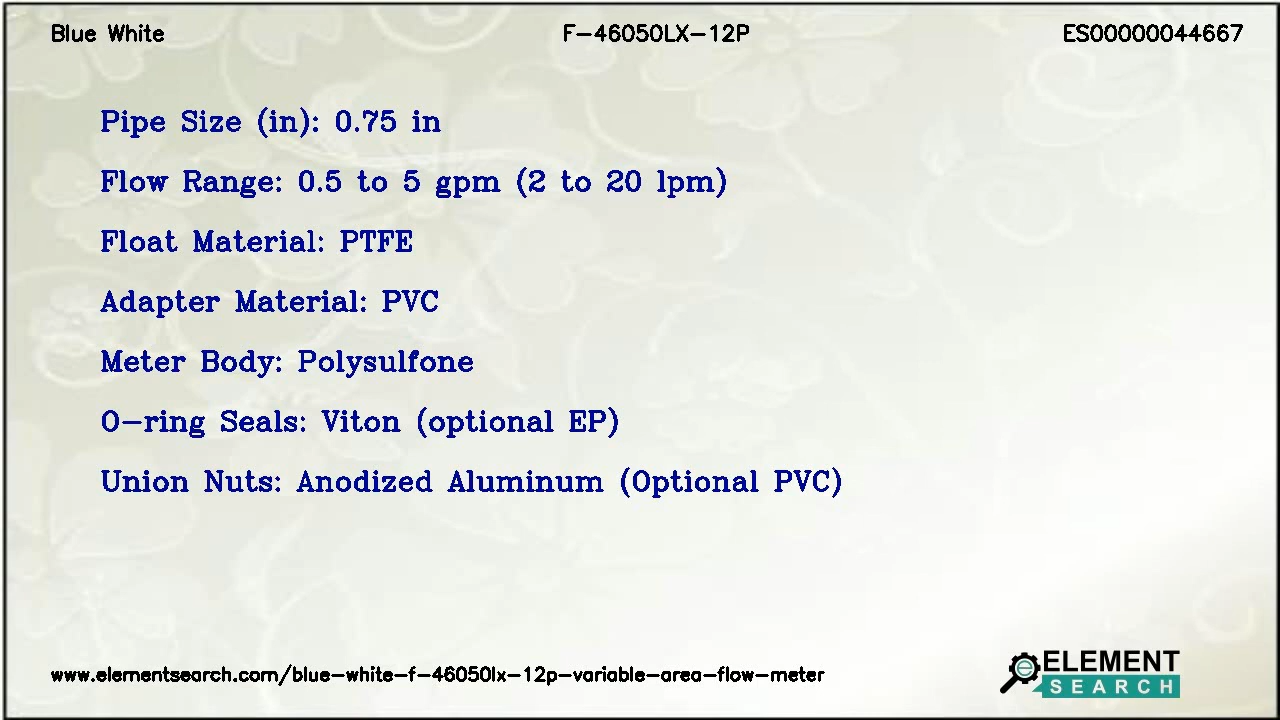 Blue White F-46050LX-12P ES00000044667
Pipe Size (in): 0.75 in
Flow Range: 0.5 to 5 gpm (2 to 20 lpm)
Float Material: PTFE
Adapter Material: PVC
Meter Body: Polysulfone
O-ring Seals: Viton (optional EP)
Union Nuts: Anodized Aluminum (Optional PVC)
www.elementsearch.com/blue-white-f-46050lx-12p-variable-area-flow-meter
e ELEMENT
SEARCH